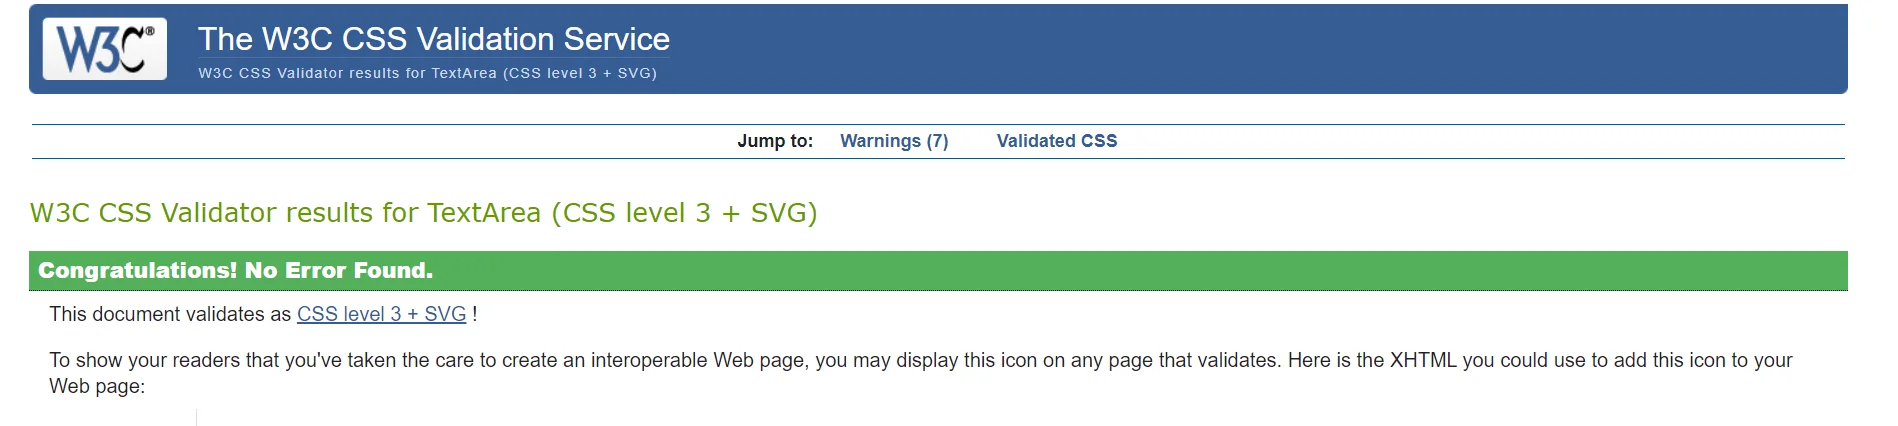 W3C®
The W3C CSS Validation Service
W3C CSS Validator results for TextArea (CSS level 3 + SVG)
Jump to: Warnings (7) Validated CSS
W3C CSS Validator results for TextArea (CSS level 3 + SVG)
Congratulations! No Error Found.
This document validates as CSS level 3 + SVG !
To show your readers that you've taken the care to create an interoperable Web page, you may display this icon on any page that validates. Here is the XHTML you could use to add this icon to your
Web page: